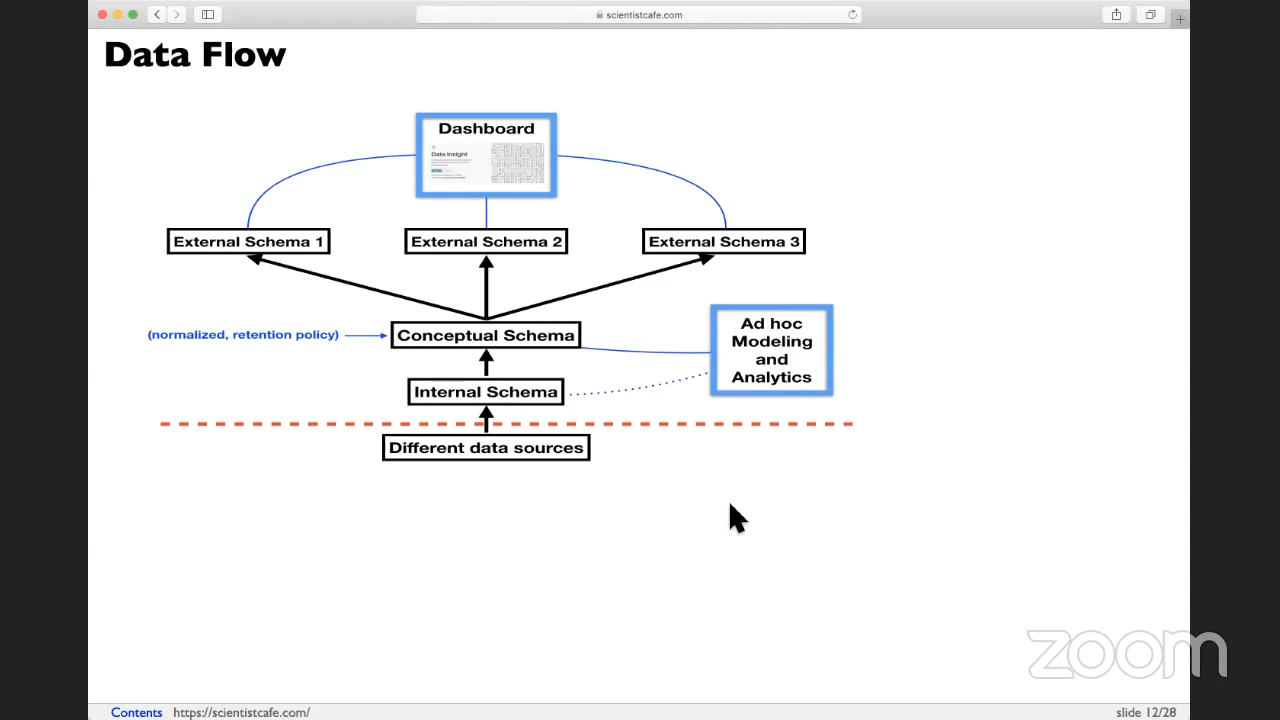 scientistcafe.com
Data Flow
Dashboard
Data Insight
External Schema 1
External Schema 2
External Schema 3
(normalized, retention policy)
Conceptual Schema
Ad hoc
Modeling
and
Analytics
Internal Schema
Different data sources
zoom
Contents https://scientistcafe.com/
slide 12/28